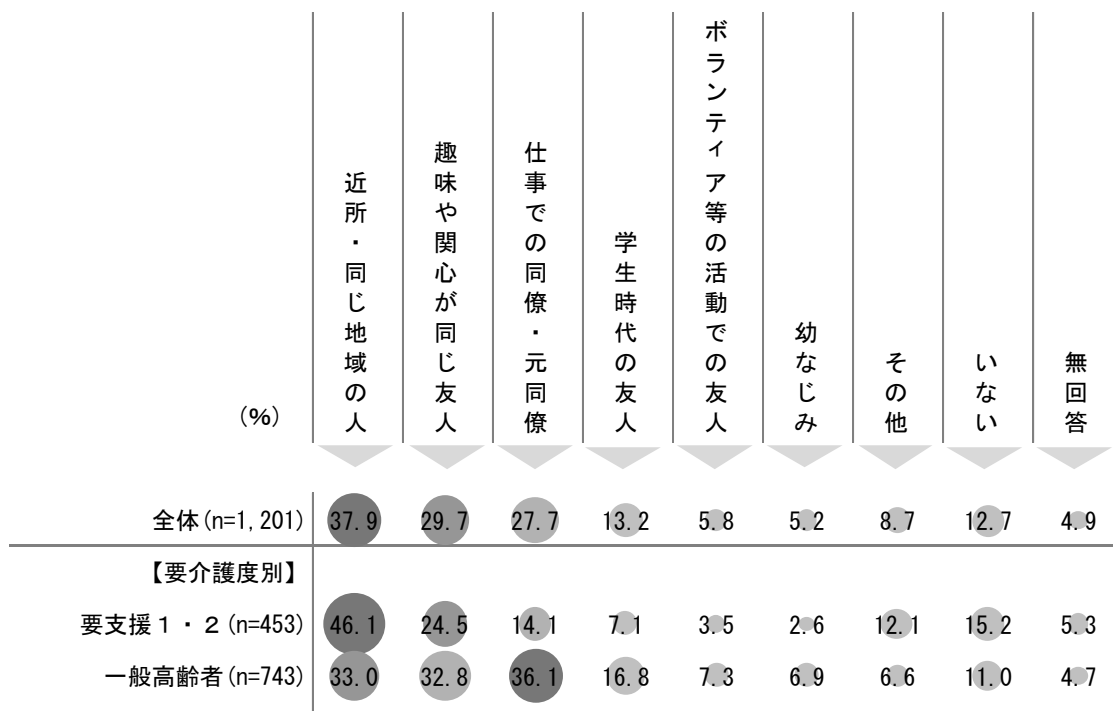 近所・同じ地域の人
趣味や関心が同じ友人
仕事での同僚・元同僚
学生時代の友人
ボランティア等の活動での友人
幼なじみ
その他
いない
無回答
(%)
全体(n=1,201) 37.9 29.7 27.7 13.2 5.8 5.2 8.7 12.7 4.9
【要介護度別】
要支援1・2(n=453) 46.1 24.5 14.1 7.1 3.5 2.6 12.1 15.2 5.3
一般高齢者(n=743) 33.0 32.8 36.1 16.8 7.3 6.9 6.6 11.0 4.7